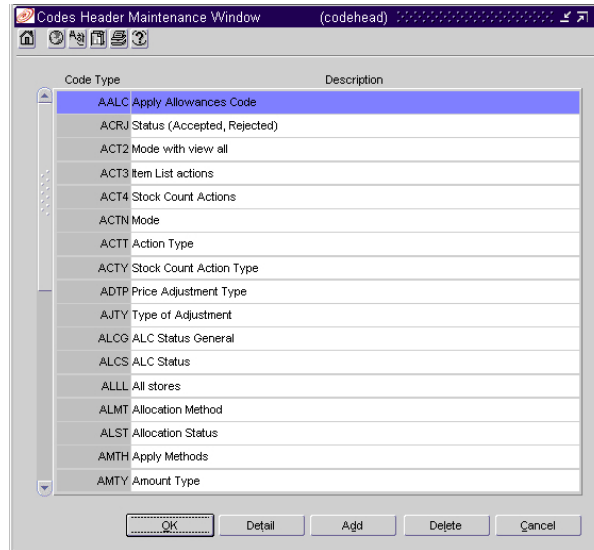 Codes Header Maintenance Window (codehead)
Code Type Description
AALC Apply Allowances Code
ACRJ Status (Accepted, Rejected)
ACT2 Mode with view all
ACT3 Item List actions
ACT4 Stock Count Actions
ACTN Mode
ACTT Action Type
ACTY Stock Count Action Type
ADTP Price Adjustment Type
AJTY Type of Adjustment
ALCG ALC Status General
ALCS ALC Status
ALLL All stores
ALMT Allocation Method
ALST Allocation Status
AMTH Apply Methods
AMTY Amount Type
OK Detail Add Delete Cancel